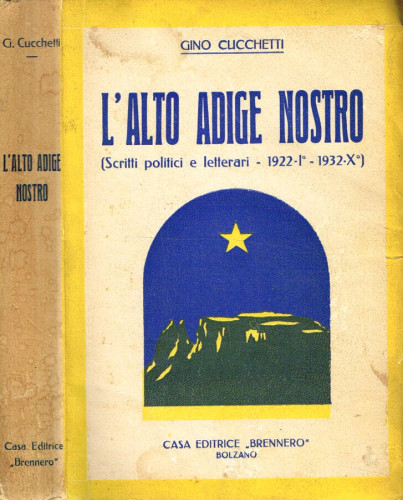 G. Cucchetti
L'ALTO ADIGE
NOSTRO
Casa Editrice
„Brennero"
GINO CUCCHETTI
L'ALTO ADIGE NOSTRO
(Scritti politici e letterari - 1922-I° - 1932-X°)
CASA EDITRICE „BRENNERO"
BOLZANO